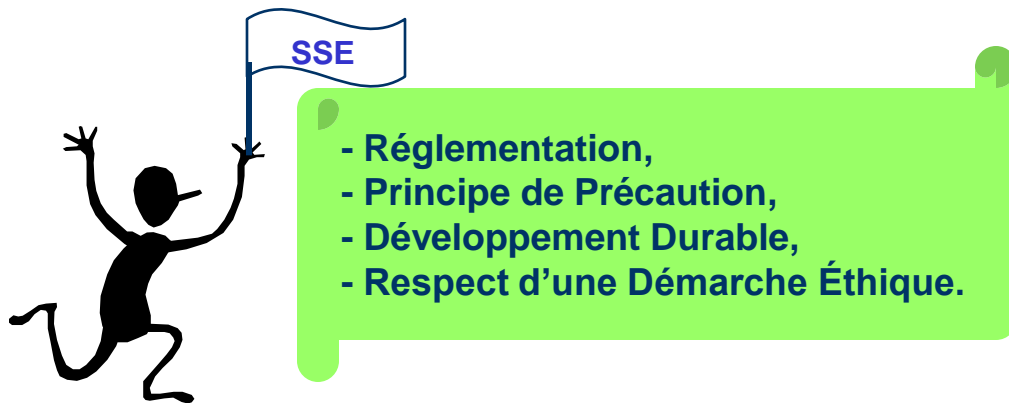 SSE
- Réglementation,
- Principe de Précaution,
- Développement Durable,
- Respect d’une Démarche Éthique.